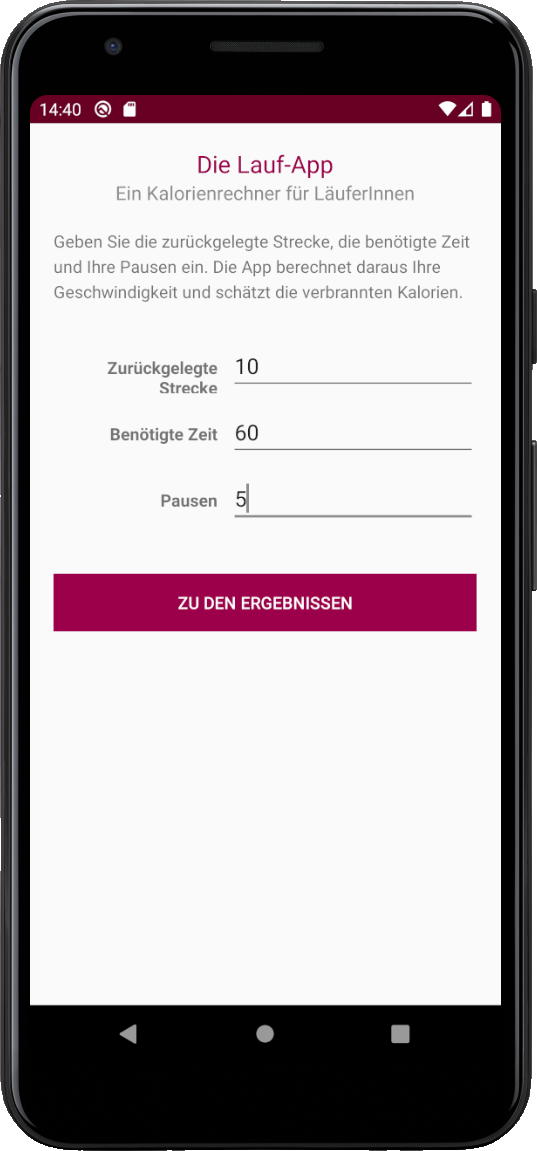 14:40
Die Lauf-App
Ein Kalorienrechner für LäuferInnen
Geben Sie die zurückgelegte Strecke, die benötigte Zeit
und Ihre Pausen ein. Die App berechnet daraus Ihre
Geschwindigkeit und schätzt die verbrannten Kalorien.
Zurückgelegte 10
Strecke
Benötigte Zeit 60
Pausen 5
ZU DEN ERGEBNISSEN